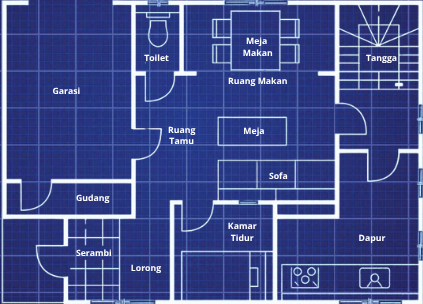 Meja
Makan
Toilet
Tangga
Ruang Makan
Garasi
Ruang
Tamu
Meja
Sofa
Gudang
Kamar
Tidur
Dapur
Serambi
Lorong